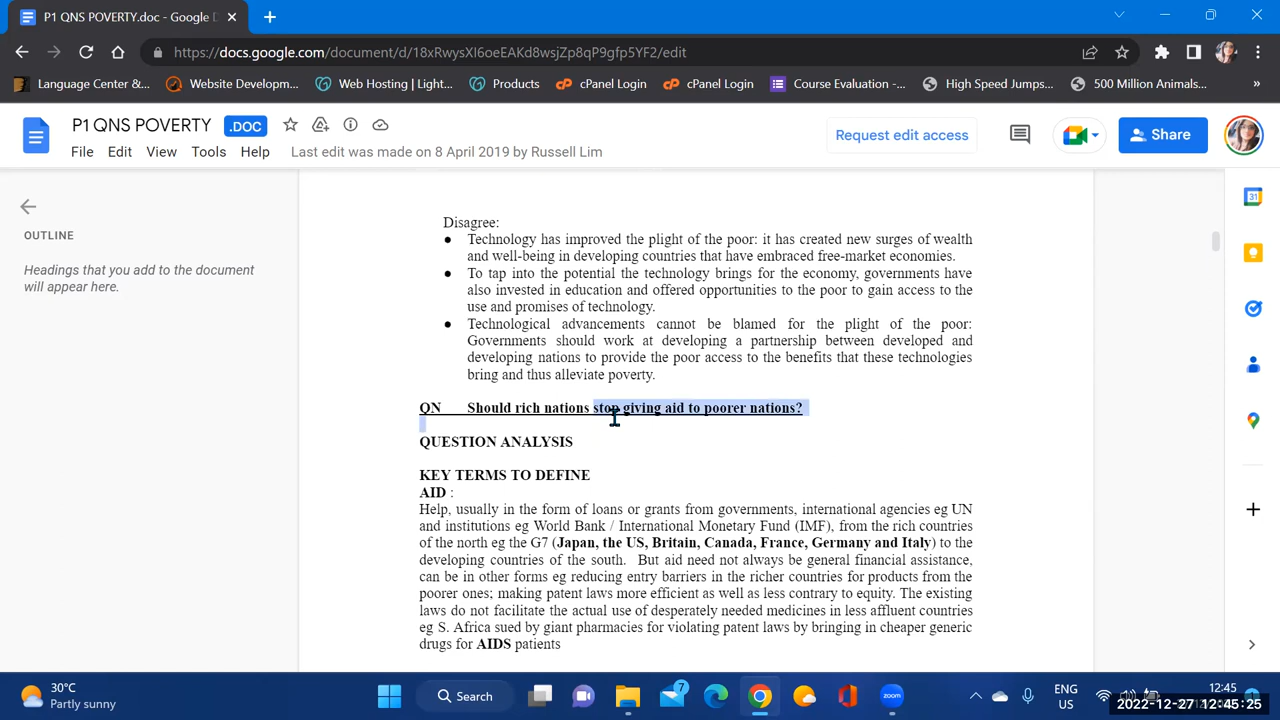 P1 QNS POVERTY.doc - Google D
https://docs.google.com/document/d/18xRwysXI6oeEAKd8wsjZp8qP9gfp5YF2/edit
Language Center &...
Website Developm...
Web Hosting | Light...
Products
cPanel Login
cPanel Login
Course Evaluation -...
High Speed Jumps...
500 Million Animals...
»
P1 QNS POVERTY
.DOC
Request edit access
Share
File Edit View Tools Help
Last edit was made on 8 April 2019 by Russell Lim
OUTLINE
Headings that you add to the document
will appear here.
Disagree:
● Technology has improved the plight of the poor: it has created new surges of wealth
and well-being in developing countries that have embraced free-market economies.
● To tap into the potential the technology brings for the economy, governments have
also invested in education and offered opportunities to the poor to gain access to the
use and promises of technology.
● Technological advancements cannot be blamed for the plight of the poor:
Governments should work at developing a partnership between developed and
developing nations to provide the poor access to the benefits that these technologies
bring and thus alleviate poverty.
QN Should rich nations stop giving aid to poorer nations?
QUESTION ANALYSIS
KEY TERMS TO DEFINE
AID :
Help, usually in the form of loans or grants from governments, international agencies eg UN
and institutions eg World Bank / International Monetary Fund (IMF), from the rich countries
of the north eg the G7 (Japan, the US, Britain, Canada, France, Germany and Italy) to the
developing countries of the south. But aid need not always be general financial assistance,
can be in other forms eg reducing entry barriers in the richer countries for products from the
poorer ones; making patent laws more efficient as well as less contrary to equity. The existing
laws do not facilitate the actual use of desperately needed medicines in less affluent countries
eg S. Africa sued by giant pharmacies for violating patent laws by bringing in cheaper generic
drugs for AIDS patients
31
30°C
Partly sunny
Search
7
zoom
ENG
US
12:45
2022-12-27 12:45:25